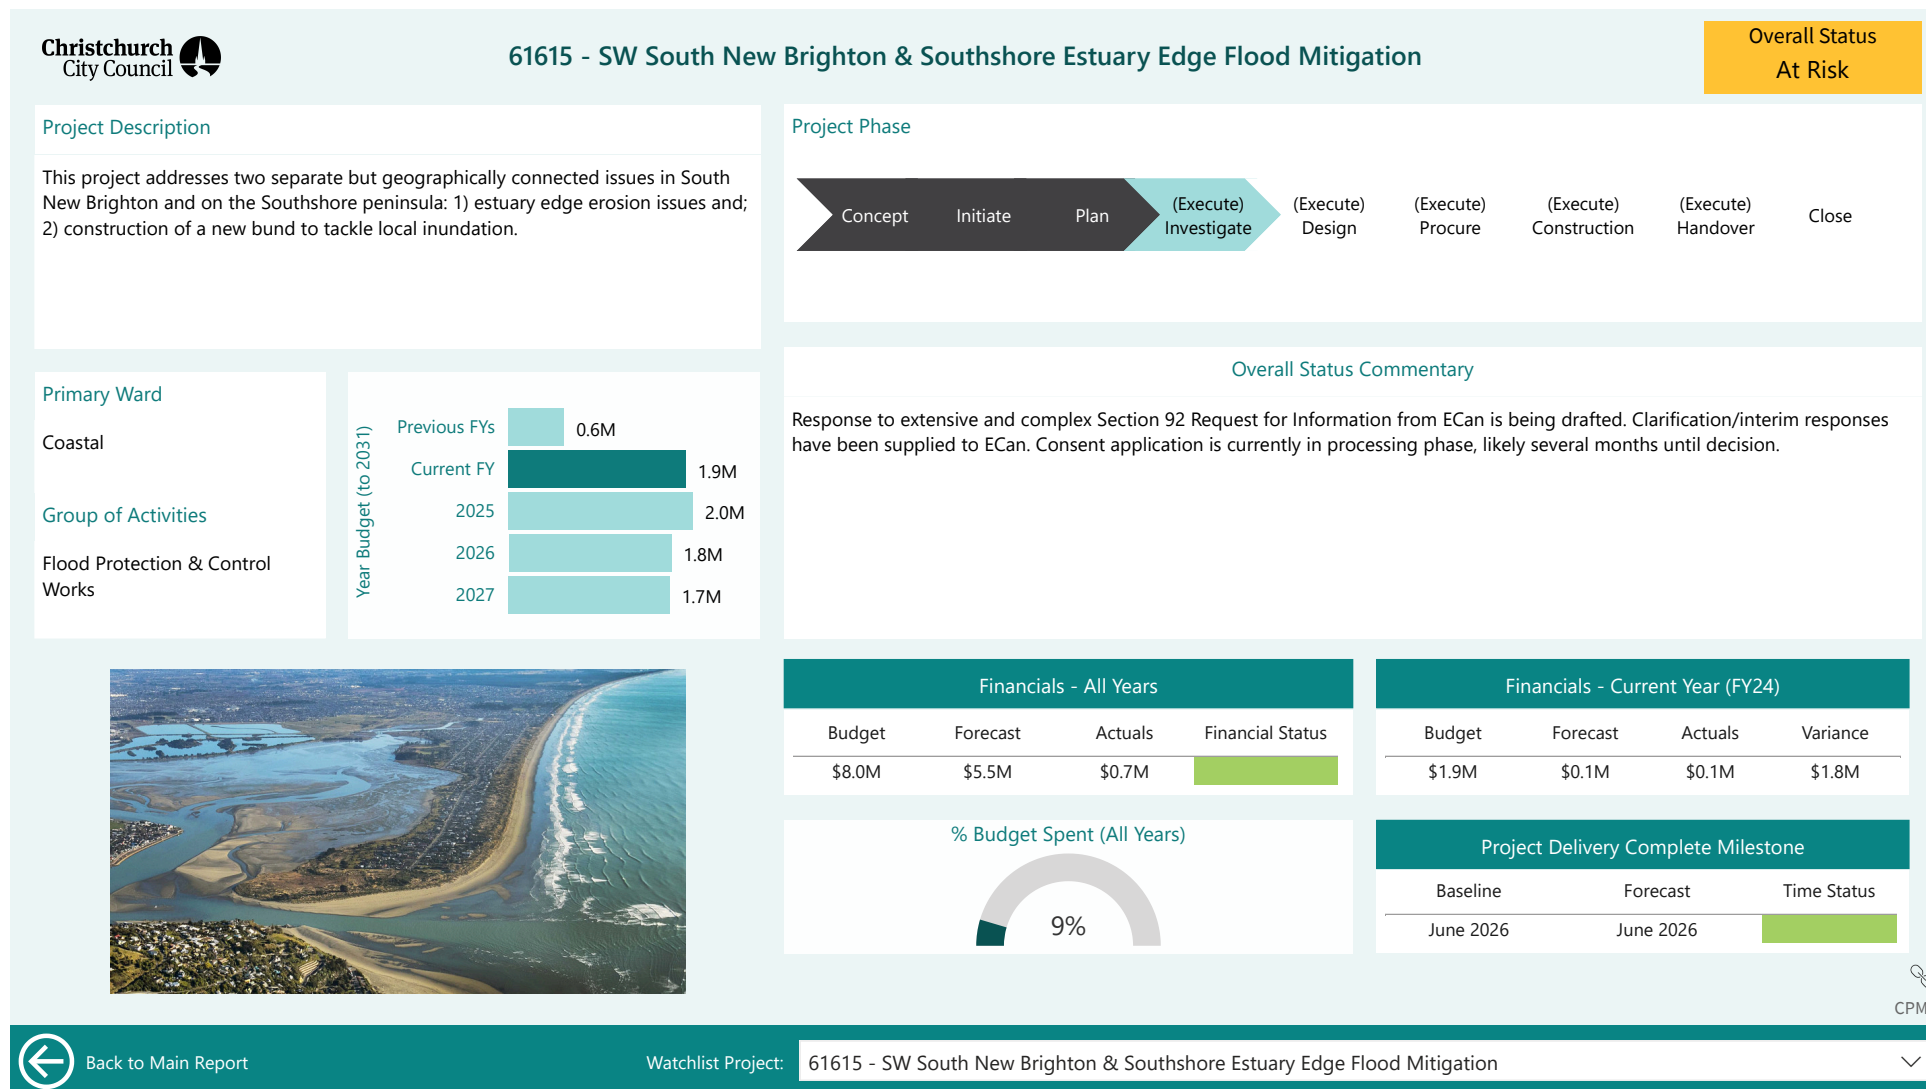 Christchurch
City Council
61615 - SW South New Brighton & Southshore Estuary Edge Flood Mitigation
Overall Status
At Risk
Project Description
This project addresses two separate but geographically connected issues in South
New Brighton and on the Southshore peninsula: 1) estuary edge erosion issues and;
2) construction of a new bund to tackle local inundation.
Project Phase
Concept
Initiate
Plan
(Execute)
Investigate
(Execute)
Design
(Execute)
Procure
(Execute)
Construction
(Execute)
Handover
Close
Primary Ward
Coastal
Group of Activities
Flood Protection & Control
Works
Year Budget (to 2031)
Previous FYs 0.6M
Current FY 1.9M
2025 2.0M
2026 1.8M
2027 1.7M
Overall Status Commentary
Response to extensive and complex Section 92 Request for Information from ECan is being drafted. Clarification/interim responses
have been supplied to ECan. Consent application is currently in processing phase, likely several months until decision.
Financials - All Years
Budget Forecast Actuals Financial Status
$8.0M $5.5M $0.7M
Financials - Current Year (FY24)
Budget Forecast Actuals Variance
$1.9M $0.1M $0.1M $1.8M
% Budget Spent (All Years)
9%
Project Delivery Complete Milestone
Baseline Forecast Time Status
June 2026 June 2026
CPM
Back to Main Report
Watchlist Project: 61615 - SW South New Brighton & Southshore Estuary Edge Flood Mitigation